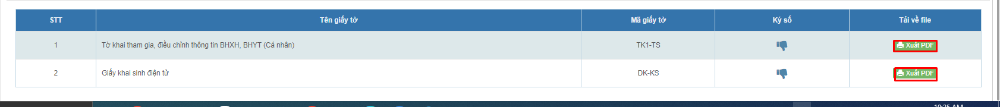 STT Tên giấy tờ Mã giấy tờ Ký số Tải về file
1 Tờ khai tham gia, điều chỉnh thông tin BHXH, BHYT (Cá nhân) TK1-TS Xuất PDF
2 Giấy khai sinh điện tử DK-KS Xuất PDF